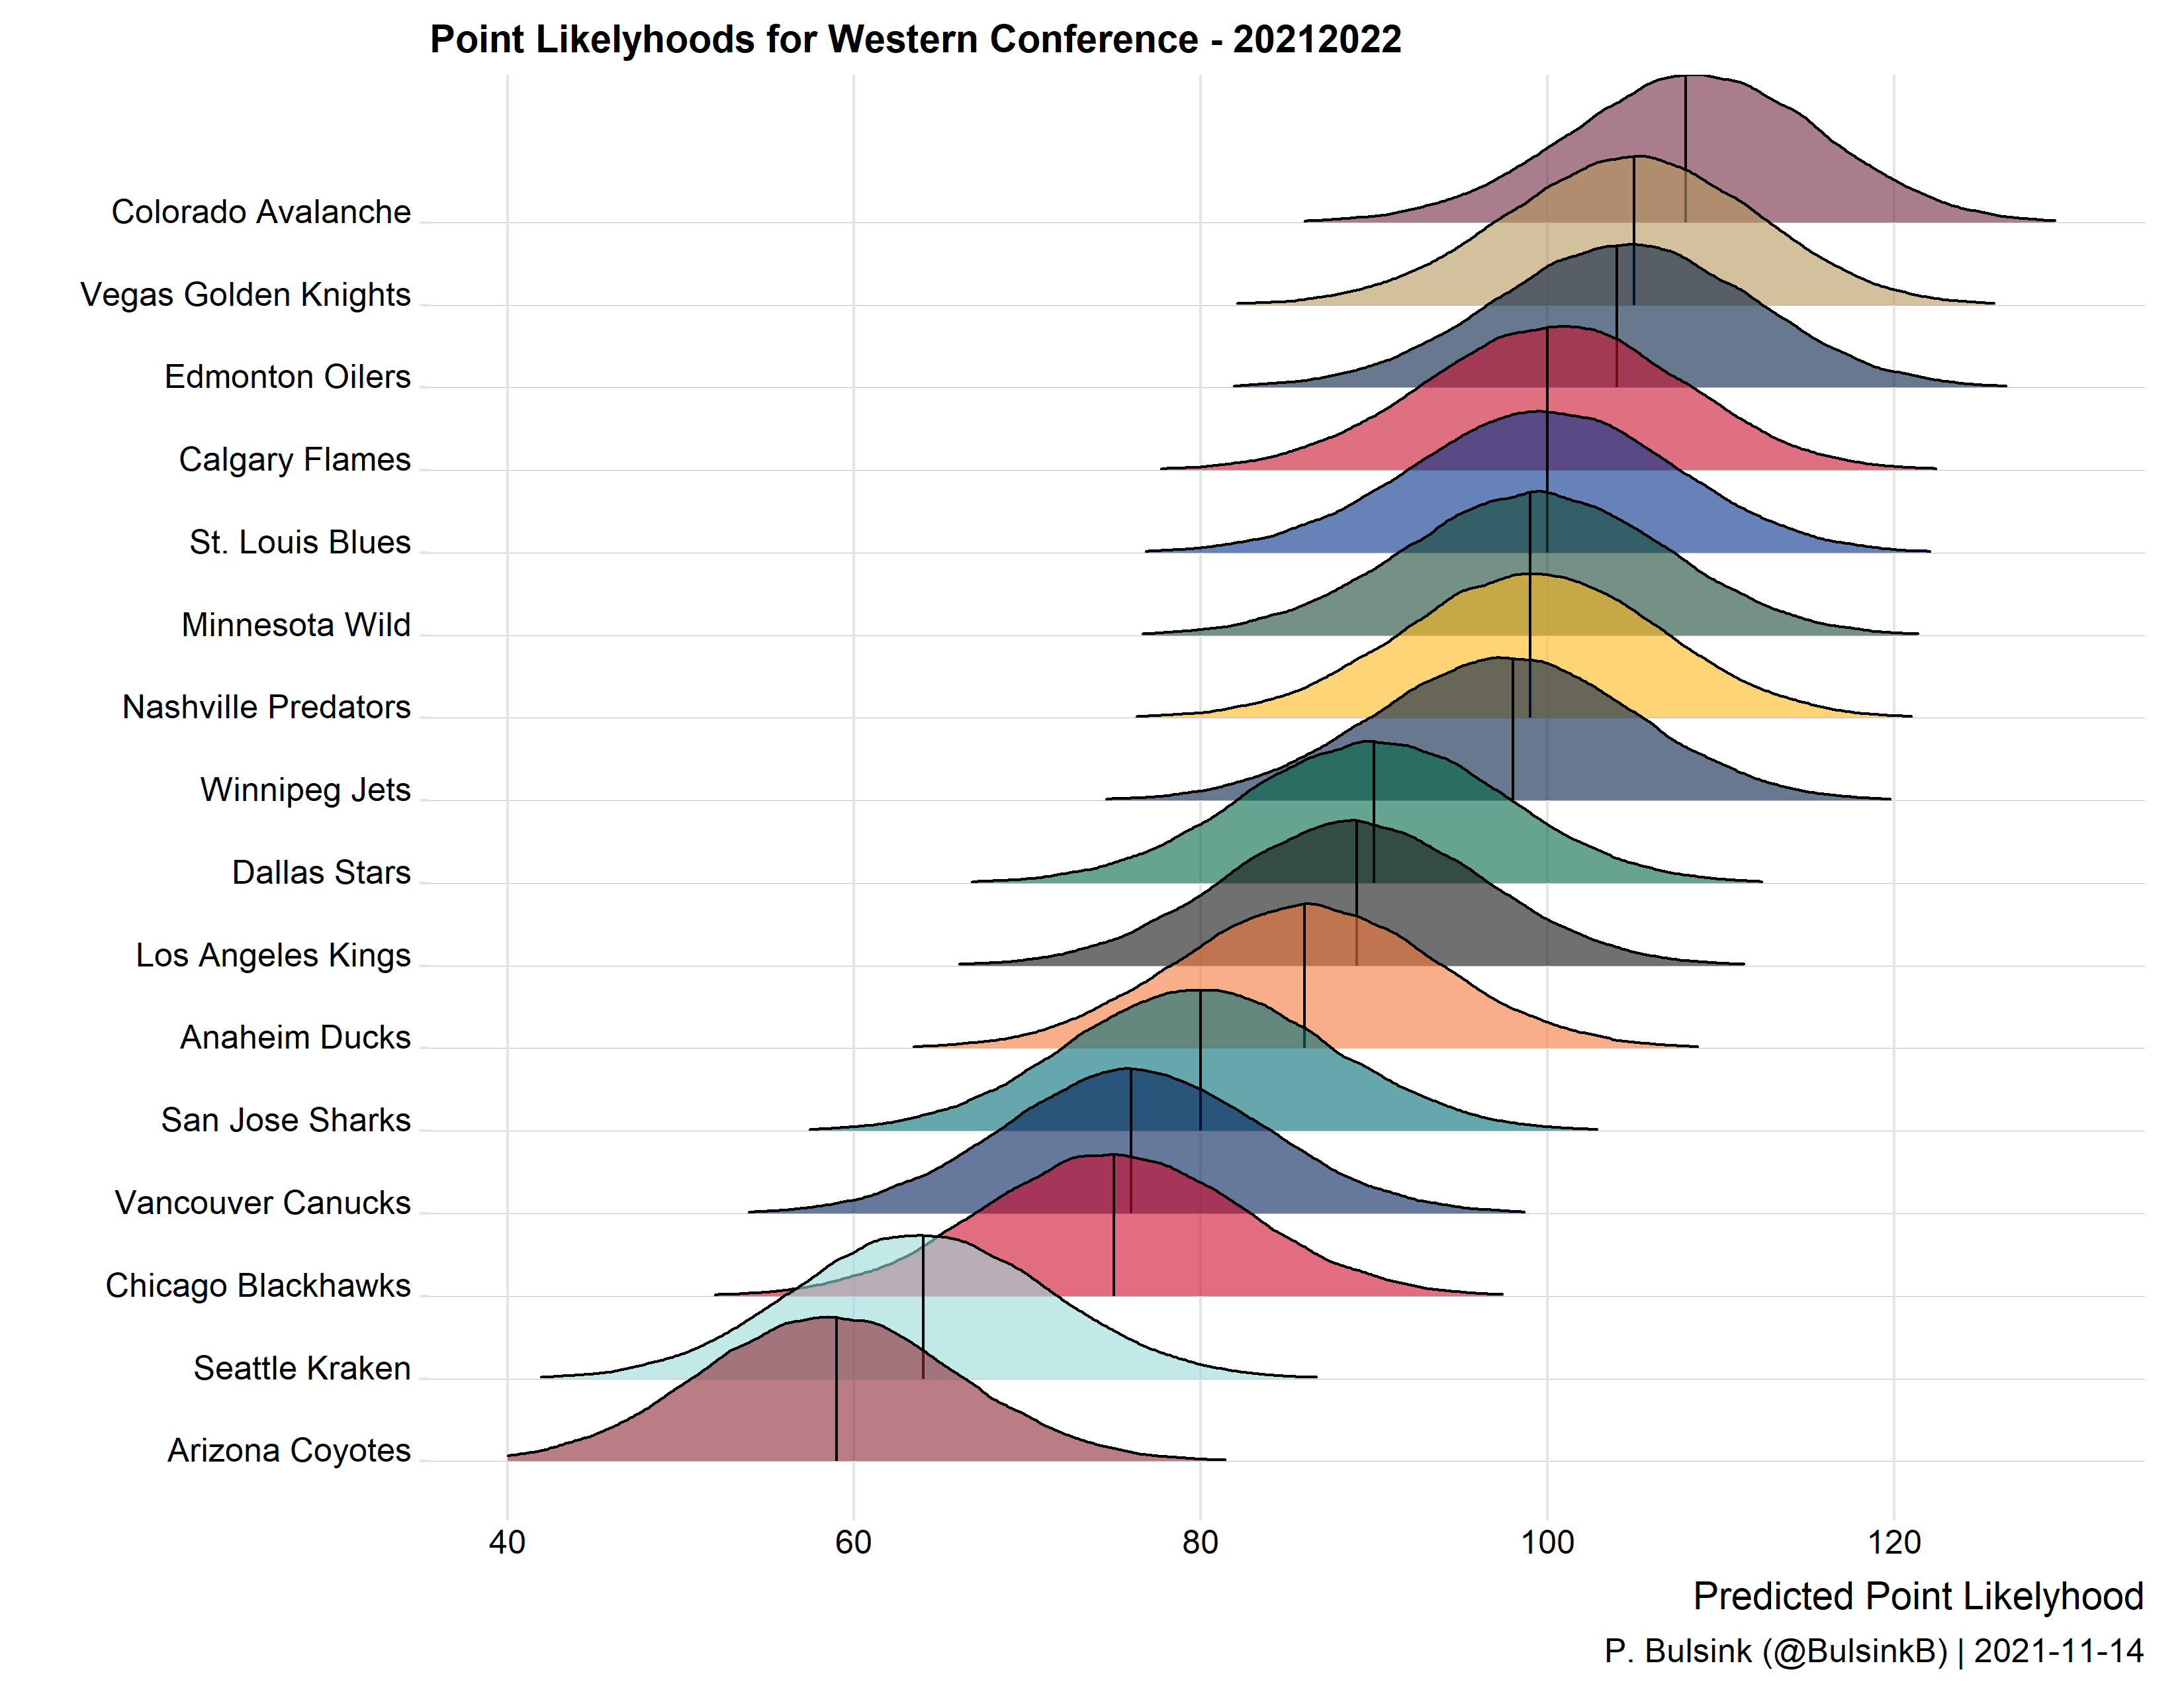 Point Likelyhoods for Western Conference - 20212022
Colorado Avalanche
Vegas Golden Knights
Edmonton Oilers
Calgary Flames
St. Louis Blues
Minnesota Wild
Nashville Predators
Winnipeg Jets
Dallas Stars
Los Angeles Kings
Anaheim Ducks
San Jose Sharks
Vancouver Canucks
Chicago Blackhawks
Seattle Kraken
Arizona Coyotes
40 60 80 100 120
Predicted Point Likelyhood
P. Bulsink (@BulsinkB) | 2021-11-14